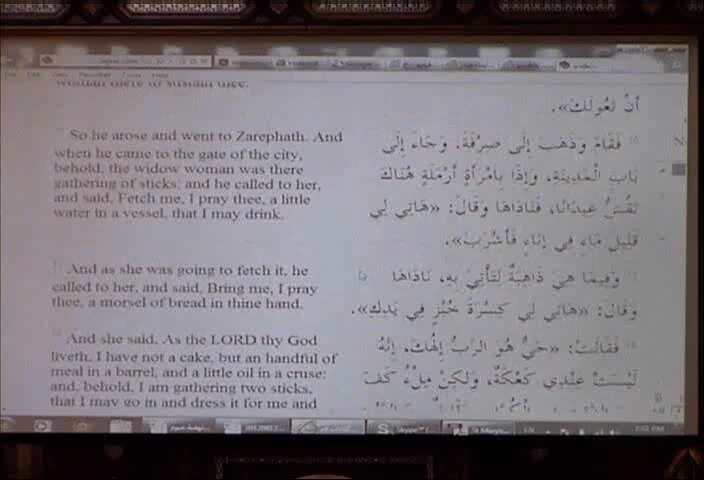 woman there to sustain thee.
So he arose and went to Zarephath. And
when he came to the gate of the city,
behold, the widow woman was there
gathering of sticks: and he called to her,
and said, Fetch me, I pray thee, a little
water in a vessel, that I may drink.
And as she was going to fetch it, he
called to her, and said, Bring me, I pray
thee, a morsel of bread in thine hand.
And she said, As the LORD thy God
liveth, I have not a cake, but an handful of
meal in a barrel, and a little oil in a cruse:
and, behold, I am gathering two sticks,
that I may go in and dress it for me and
أَنْ تَعُولَكَ».
فَقَامَ وَذَهَبَ إِلَى صِرْفَةَ. وَجَاءَ إِلَى
بَابِ الْمَدِينَةِ، وَإِذَا بِامْرَأَةٍ أَرْمَلَةٍ هُنَاكَ
تَقُشُّ عِيدَانًا، فَنَادَاهَا وَقَالَ: «هَاتِي لِي
قَلِيلَ مَاءٍ فِي إِنَاءٍ فَأَشْرَبَ».
وَفِيمَا هِيَ ذَاهِبَةٌ لِتَأْتِيَ بِهِ، نَادَاهَا
وَقَالَ: «هَاتِي لِي كِسْرَةَ خُبْزٍ فِي يَدِكِ».
فَقَالَتْ: «حَيٌّ هُوَ الرَّبُّ إِلهُكَ، إِنَّهُ
لَيْسَتْ عِنْدِي كَعْكَةٌ، وَلكِنْ مِلْءُ كَفّ